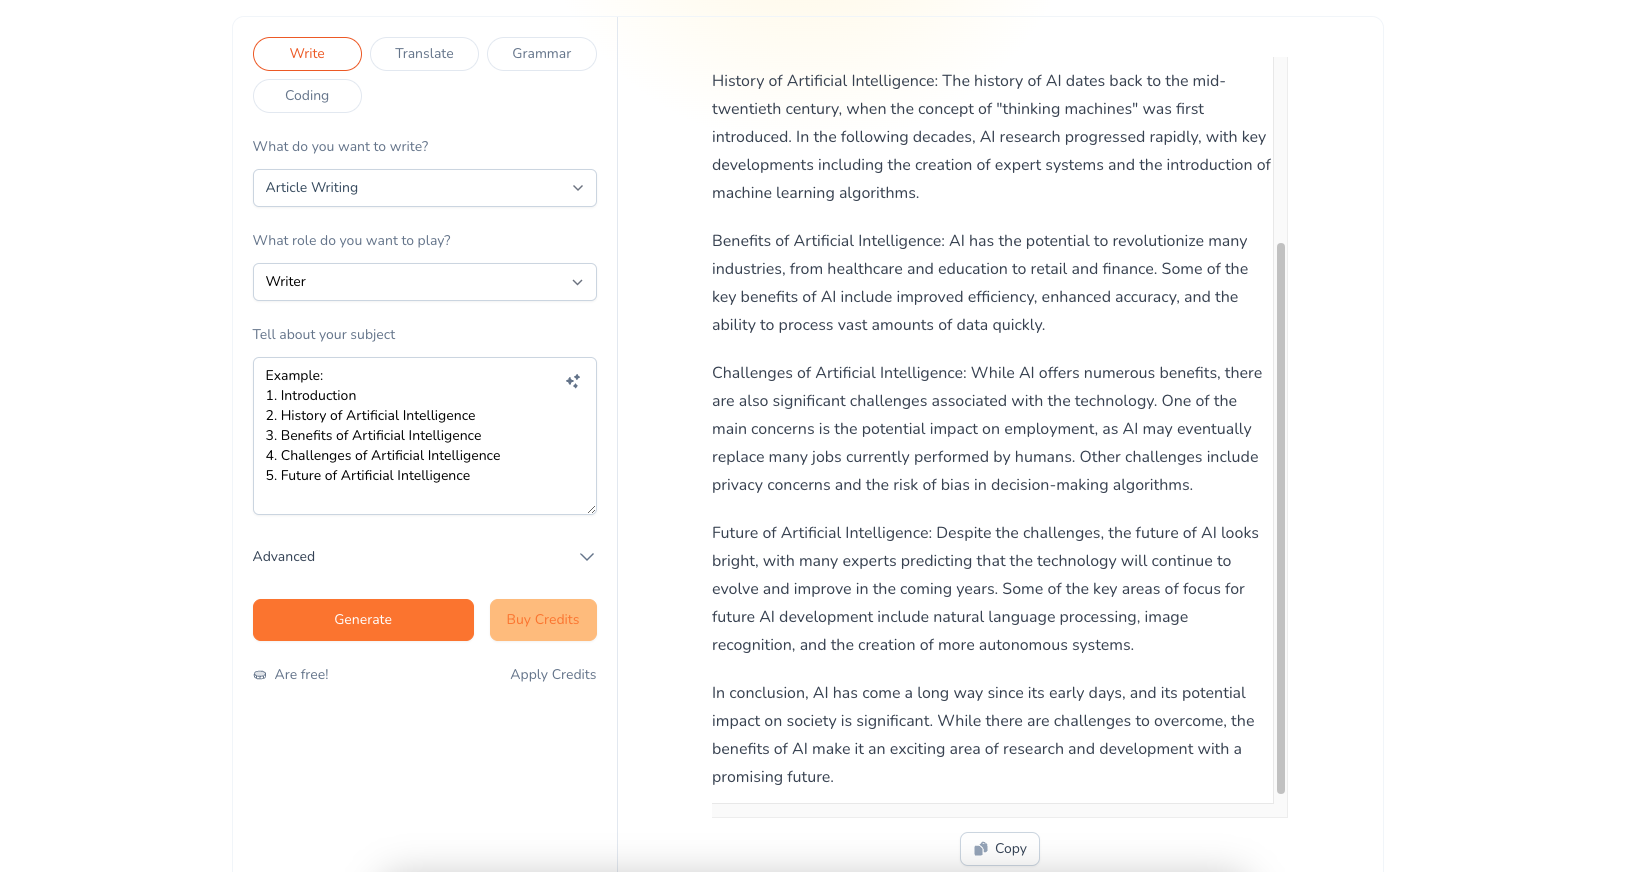 Write
Translate
Grammar
Coding
What do you want to write?
Article Writing
What role do you want to play?
Writer
Tell about your subject
Example:
1. Introduction
2. History of Artificial Intelligence
3. Benefits of Artificial Intelligence
4. Challenges of Artificial Intelligence
5. Future of Artificial Intelligence
Advanced
Generate
Buy Credits
Are free!
Apply Credits
History of Artificial Intelligence: The history of AI dates back to the mid-
twentieth century, when the concept of "thinking machines" was first
introduced. In the following decades, AI research progressed rapidly, with key
developments including the creation of expert systems and the introduction of
machine learning algorithms.
Benefits of Artificial Intelligence: AI has the potential to revolutionize many
industries, from healthcare and education to retail and finance. Some of the
key benefits of AI include improved efficiency, enhanced accuracy, and the
ability to process vast amounts of data quickly.
Challenges of Artificial Intelligence: While AI offers numerous benefits, there
are also significant challenges associated with the technology. One of the
main concerns is the potential impact on employment, as AI may eventually
replace many jobs currently performed by humans. Other challenges include
privacy concerns and the risk of bias in decision-making algorithms.
Future of Artificial Intelligence: Despite the challenges, the future of AI looks
bright, with many experts predicting that the technology will continue to
evolve and improve in the coming years. Some of the key areas of focus for
future AI development include natural language processing, image
recognition, and the creation of more autonomous systems.
In conclusion, AI has come a long way since its early days, and its potential
impact on society is significant. While there are challenges to overcome, the
benefits of AI make it an exciting area of research and development with a
promising future.
Copy